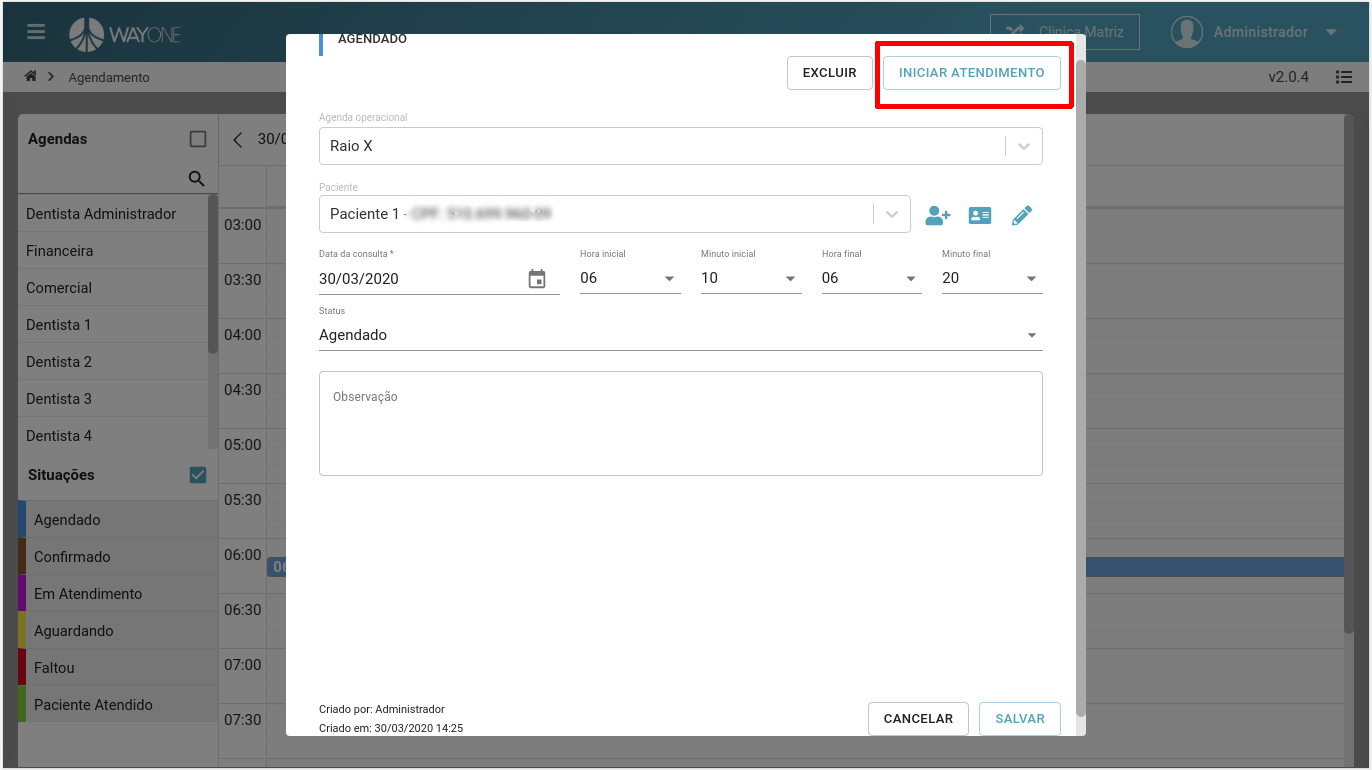 WAYONE
Clinica Matriz
Administrador
Agendamento
v2.0.4
AGENDADO
EXCLUIR
INICIAR ATENDIMENTO
Agenda operacional
Raio X
Paciente
Paciente 1 -
Data da consulta *
30/03/2020
Hora inicial
06
Minuto inicial
10
Hora final
06
Minuto final
20
Status
Agendado
Observação
Criado por: Administrador
Criado em: 30/03/2020 14:25
CANCELAR
SALVAR
Agendas
Dentista Administrador
Financeira
Comercial
Dentista 1
Dentista 2
Dentista 3
Dentista 4
Situações
Agendado
Confirmado
Em Atendimento
Aguardando
Faltou
Paciente Atendido
30/0
03:00
03:30
04:00
04:30
05:00
05:30
06:00
06
06:30
07:00
07:30